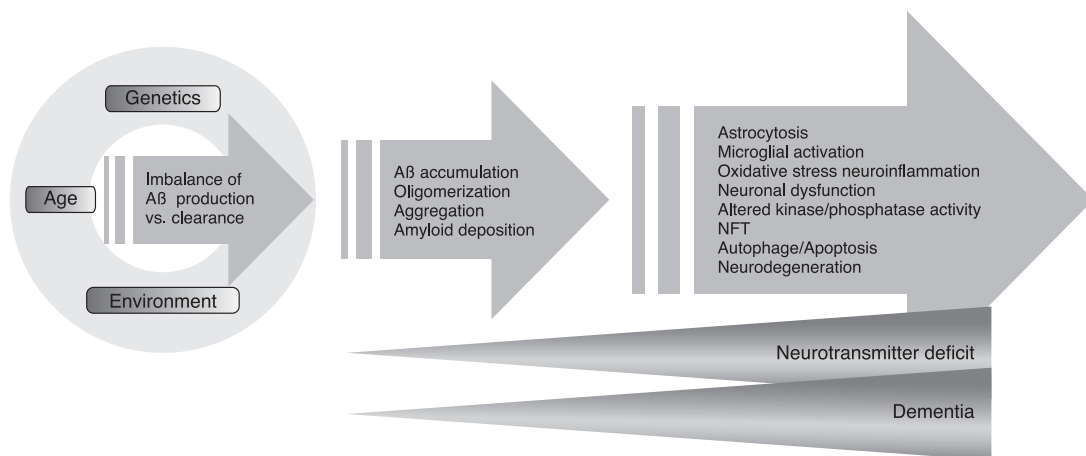 Genetics
Age
Imbalance of
Aß production
vs. clearance
Environment
Aß accumulation
Oligomerization
Aggregation
Amyloid deposition
Astrocytosis
Microglial activation
Oxidative stress neuroinflammation
Neuronal dysfunction
Altered kinase/phosphatase activity
NFT
Autophage/Apoptosis
Neurodegeneration
Neurotransmitter deficit
Dementia